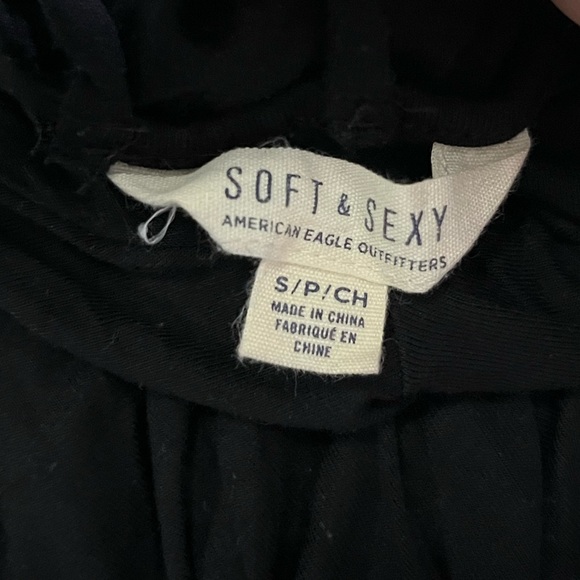 SOFT & SEXY
AMERICAN EAGLE OUTFITTERS
S/P/CH
MADE IN CHINA
FABRIQUÉ EN
CHINE